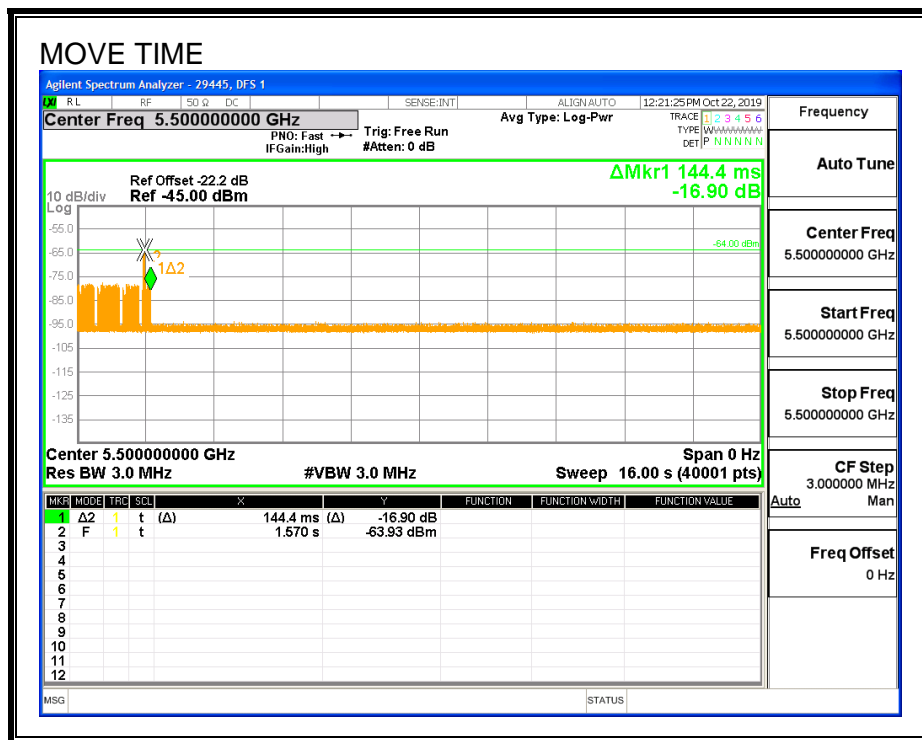 MOVE TIME
Agilent Spectrum Analyzer - 29445, DFS 1
LXI RL RF 50 Ω DC SENSE:INT ALIGN AUTO 12:21:25 PM Oct 22, 2019
Center Freq 5.500000000 GHz
PNO: Fast
IFGain:High
Trig: Free Run
#Atten: 0 dB
Avg Type: Log-Pwr
TRACE 1 2 3 4 5 6
TYPE W
DET P N N N N N
ΔMkr1 144.4 ms
-16.90 dB
Ref Offset -22.2 dB
10 dB/div Ref -45.00 dBm
Log
-55.0
-64.00 dBm
-65.0
1Δ2
-75.0
-85.0
-95.0
-105
-115
-125
-135
Center 5.500000000 GHz Span 0 Hz
Res BW 3.0 MHz #VBW 3.0 MHz Sweep 16.00 s (40001 pts)
MKR MODE TRC SCL X Y FUNCTION FUNCTION WIDTH FUNCTION VALUE
1 Δ2 1 t (Δ) 144.4 ms (Δ) -16.90 dB
2 F 1 t 1.570 s -63.93 dBm
3
4
5
6
7
8
9
10
11
12
MSG STATUS
Frequency
Auto Tune
Center Freq
5.500000000 GHz
Start Freq
5.500000000 GHz
Stop Freq
5.500000000 GHz
CF Step
3.000000 MHz
Auto Man
Freq Offset
0 Hz